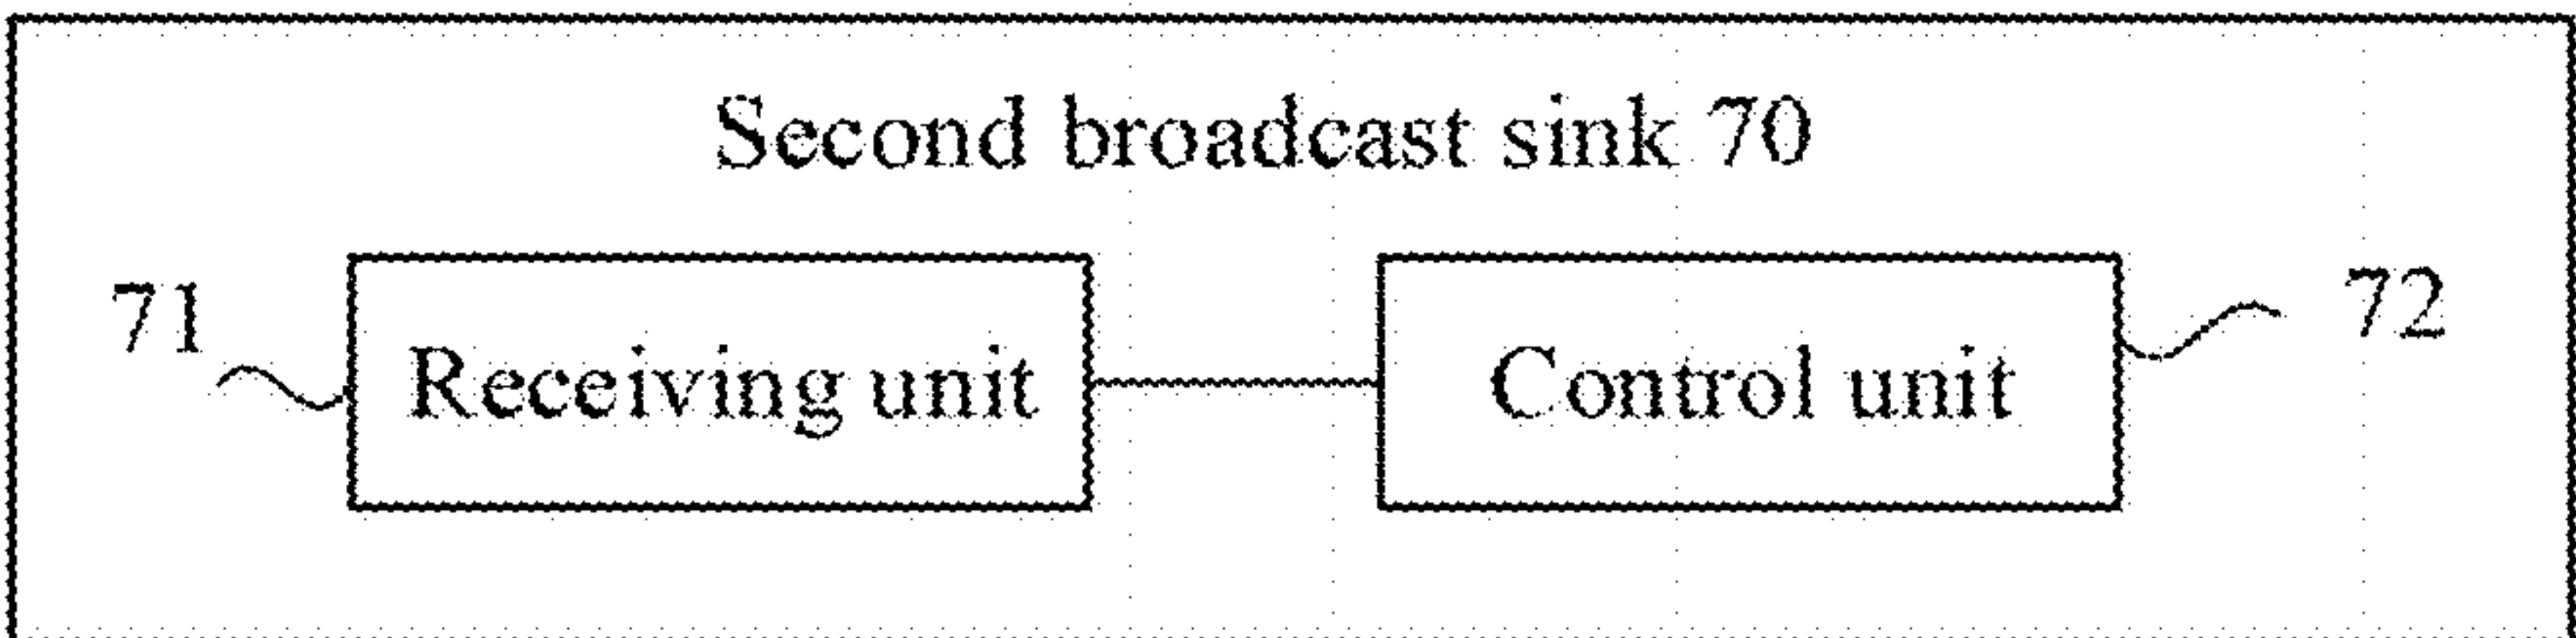 Second broadcast sink 70
71
Receiving unit
Control unit
72